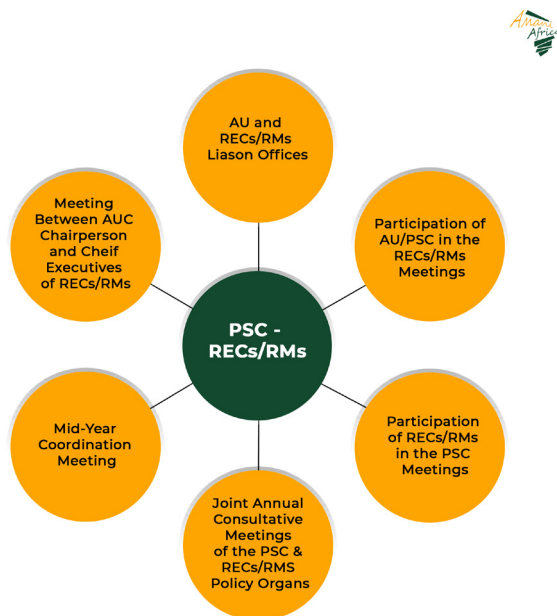 Amani
Africa
AU and
RECs/RMs
Liason Offices
Participation of
AU/PSC in the
RECs/RMs
Meetings
Participation
of RECs/RMs
in the PSC
Meetings
Joint Annual
Consultative
Meetings
of the PSC &
RECs/RMS
Policy Organs
Mid-Year
Coordination
Meeting
Meeting
Between AUC
Chairperson
and Cheif
Executives
of RECs/RMs
PSC -
RECs/RMs